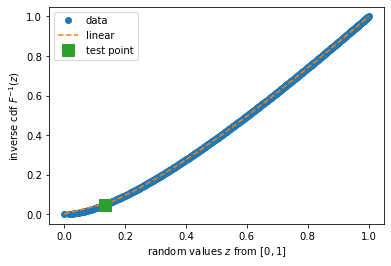 data
linear
test point
inverse cdf F⁻¹(z)
1.0
0.8
0.6
0.4
0.2
0.0
0.0 0.2 0.4 0.6 0.8 1.0
random values z from [0, 1]